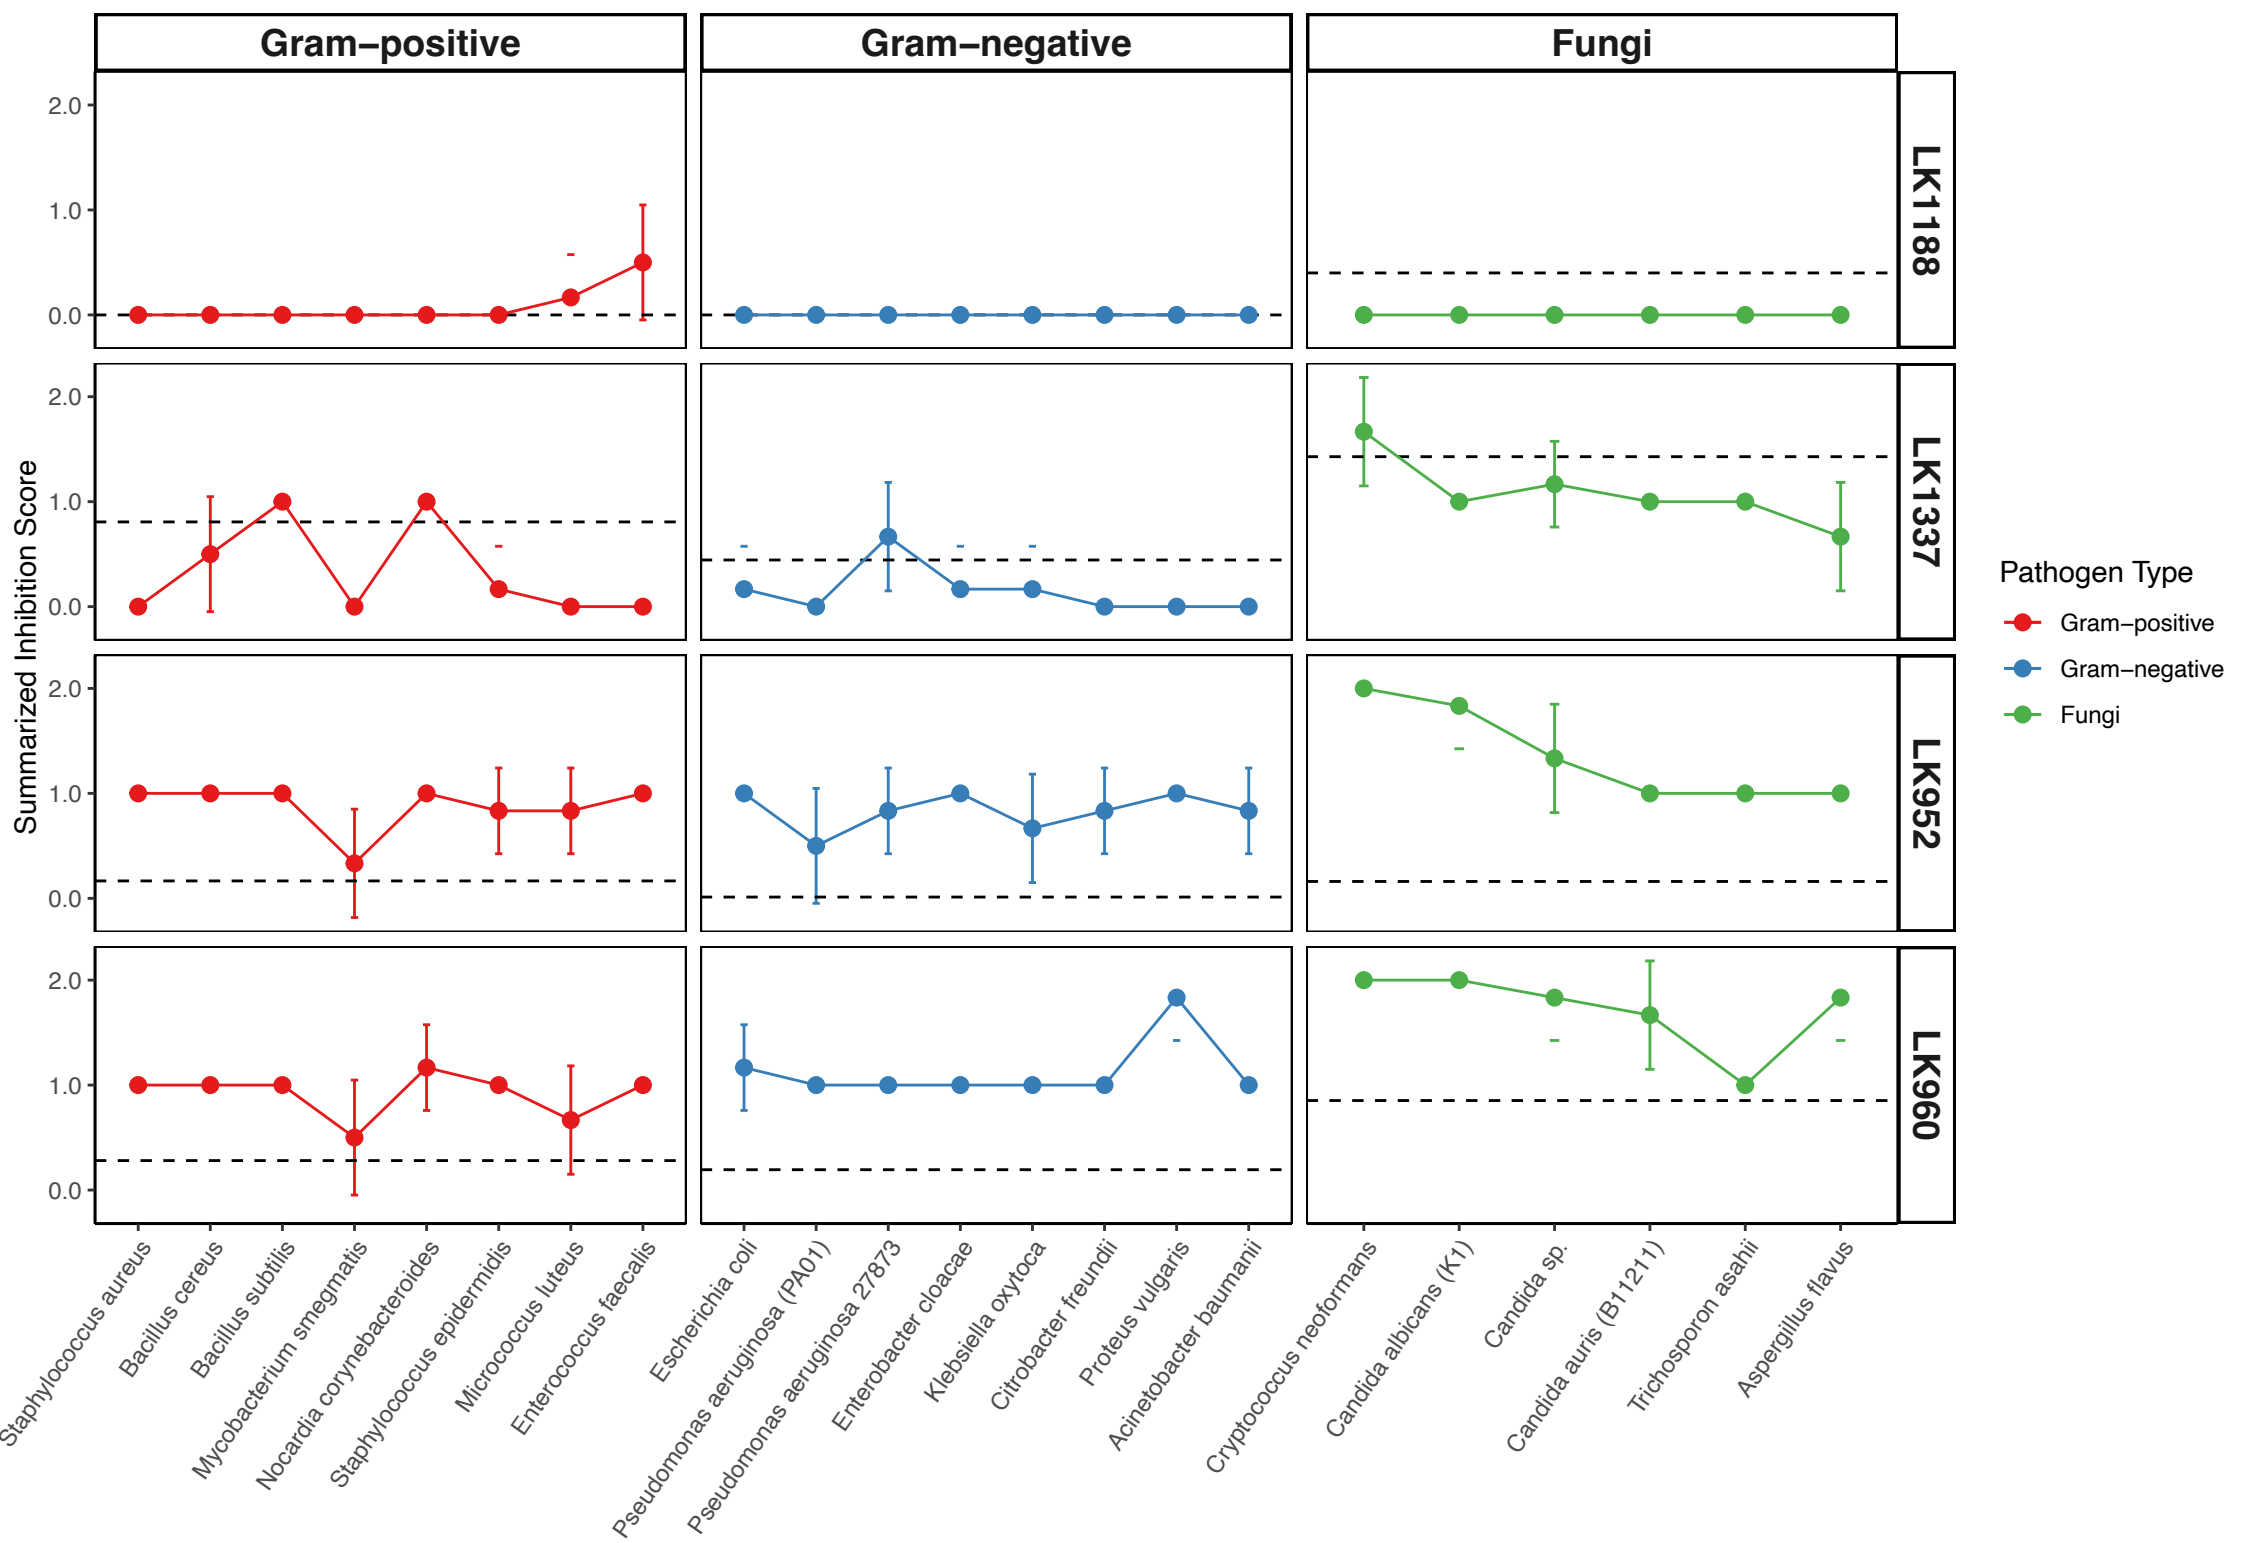 Gram−positive
Gram−negative
Fungi
2.0
1.0
0.0
LK1188
2.0
1.0
0.0
LK1337
2.0
1.0
0.0
LK952
2.0
1.0
0.0
LK960
Summarized Inhibition Score
Staphylococcus aureus
Bacillus cereus
Bacillus subtilis
Mycobacterium smegmatis
Nocardia corynebacteroides
Staphylococcus epidermidis
Micrococcus luteus
Enterococcus faecalis
Escherichia coli
Pseudomonas aeruginosa (PA01)
Pseudomonas aeruginosa 27873
Enterobacter cloacae
Klebsiella oxytoca
Citrobacter freundii
Proteus vulgaris
Acinetobacter baumanii
Cryptococcus neoformans
Candida albicans (K1)
Candida sp.
Candida auris (B11211)
Trichosporon asahii
Aspergillus flavus
Pathogen Type
Gram−positive
Gram−negative
Fungi